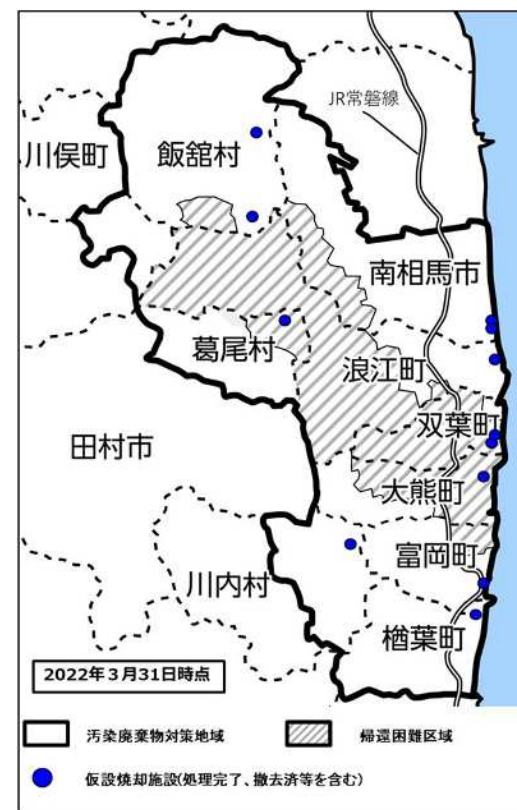 JR常磐線
川俣町
飯舘村
南相馬市
葛尾村
浪江町
双葉町
田村市
大熊町
富岡町
川内村
楢葉町
2022年3月31日時点
汚染廃棄物対策地域
帰還困難区域
仮設焼却施設(処理完了、撤去済等を含む)